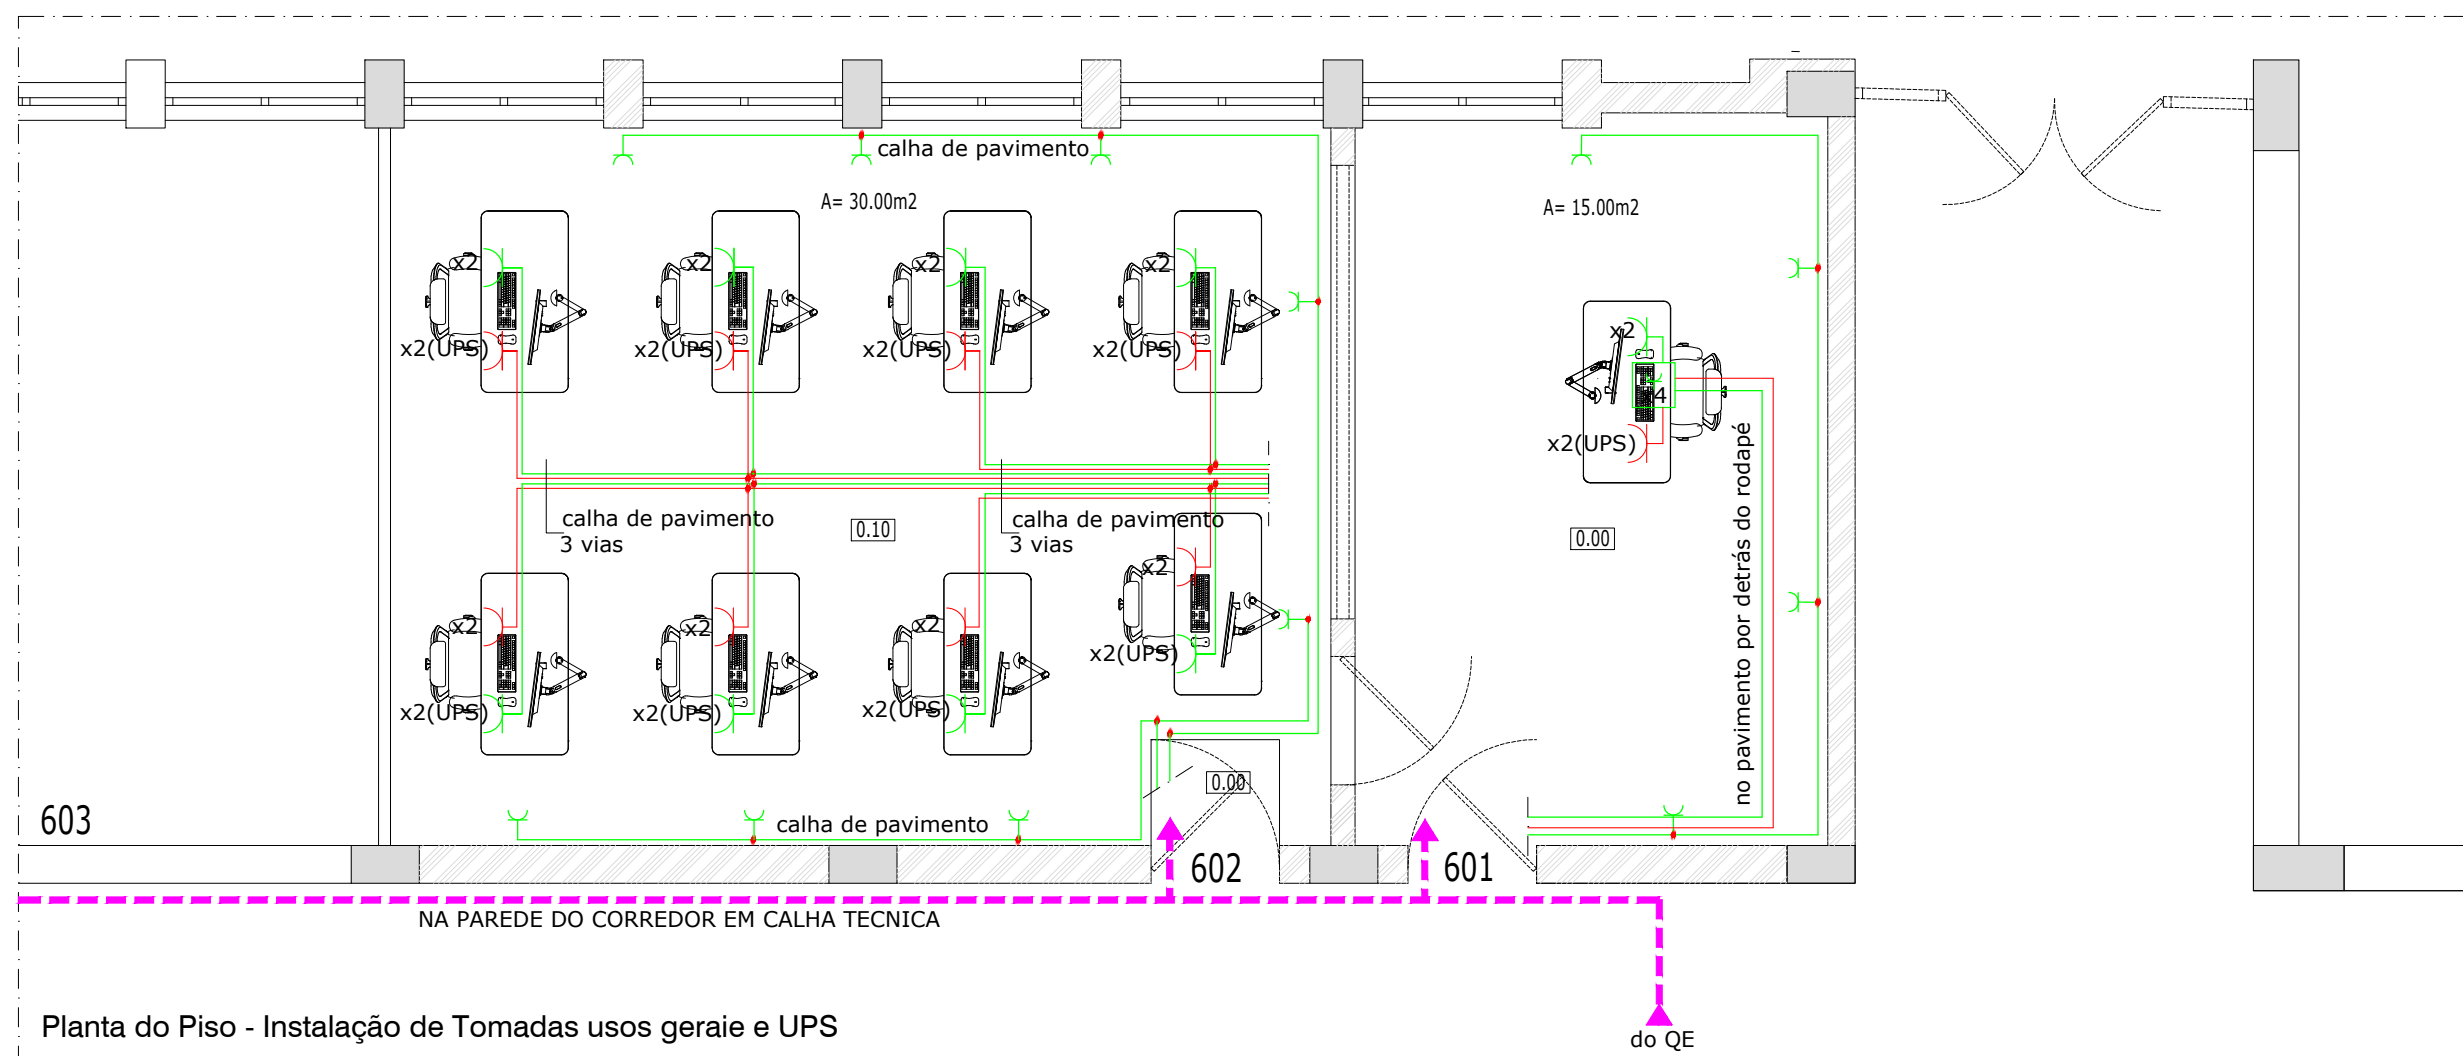 calha de pavimento
A= 30.00m2
A= 15.00m2
x2
x2
x2
x2
x2(UPS)
x2(UPS)
x2(UPS)
x2(UPS)
x2
x2(UPS)
no pavimento por detrás do rodapé
calha de pavimento
3 vias
0.10
calha de pavimento
3 vias
0.00
x2
x2
x2
x2
x2(UPS)
x2(UPS)
x2(UPS)
x2(UPS)
0.00
603
calha de pavimento
602
601
NA PAREDE DO CORREDOR EM CALHA TECNICA
Planta do Piso - Instalação de Tomadas usos geraie e UPS
do QE